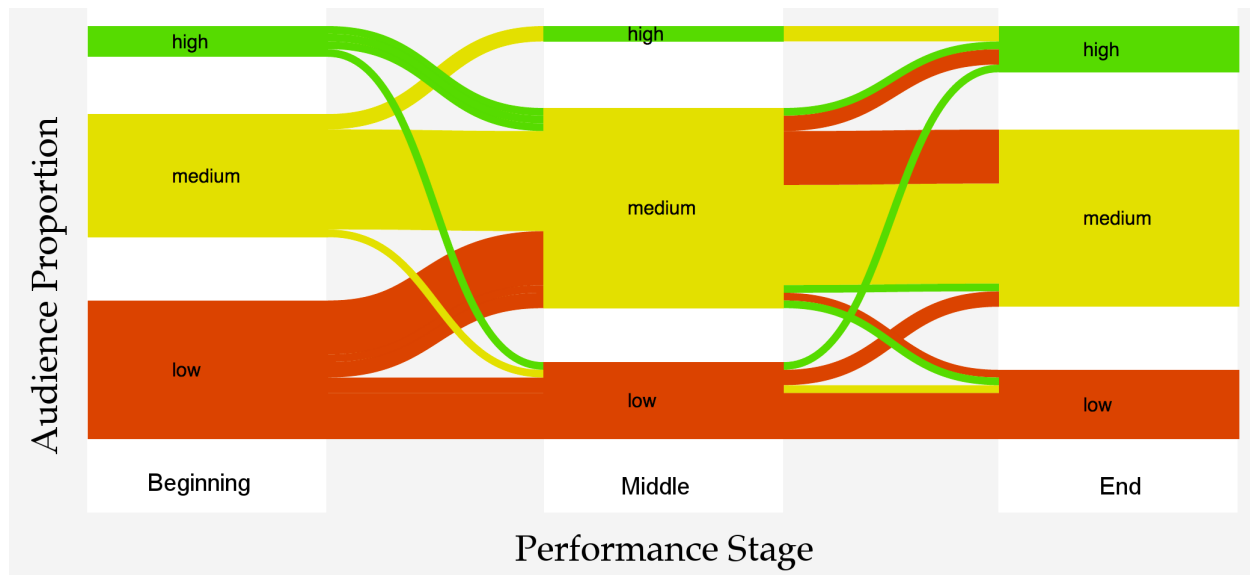 Audience Proportion
high
medium
low
high
medium
low
high
medium
low
Beginning
Middle
End
Performance Stage